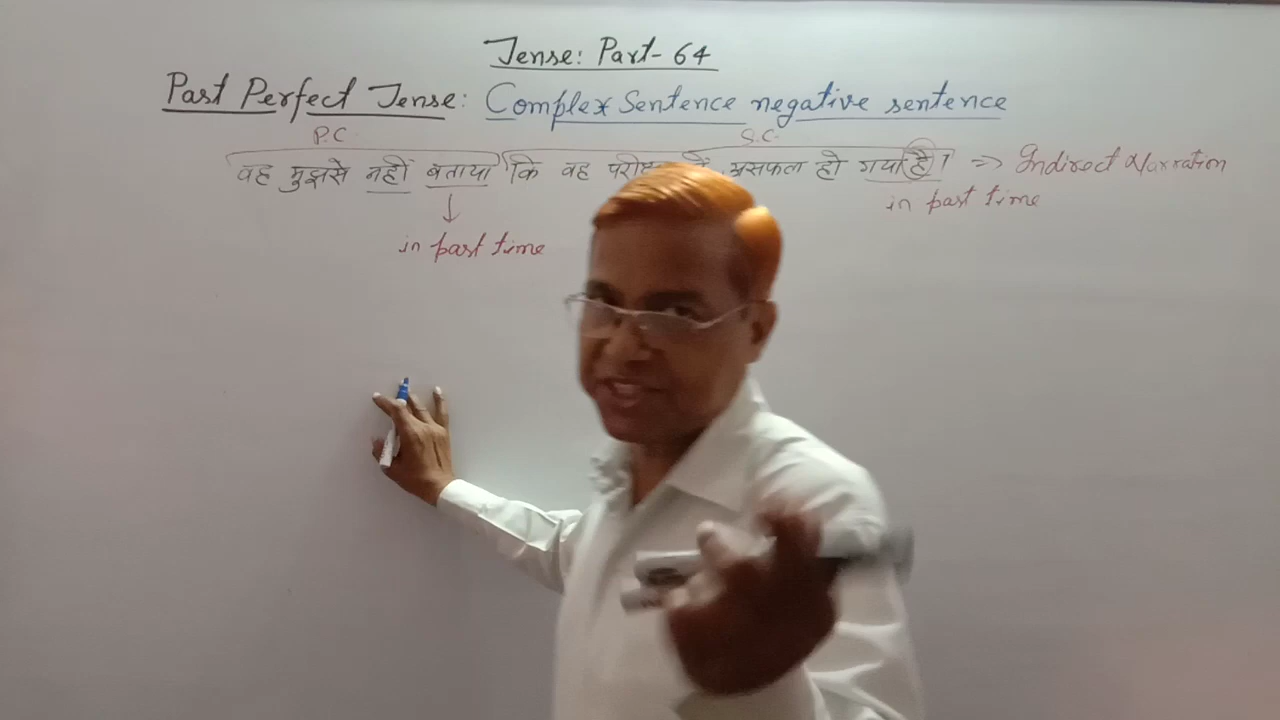 Tense: Part- 64
Past Perfect Tense: Complex Sentence negative sentence
P.C. S.C.
वह मुझसे नहीं बताया कि वह असफल हो गया है। => Indirect Narration
in past time
in past time